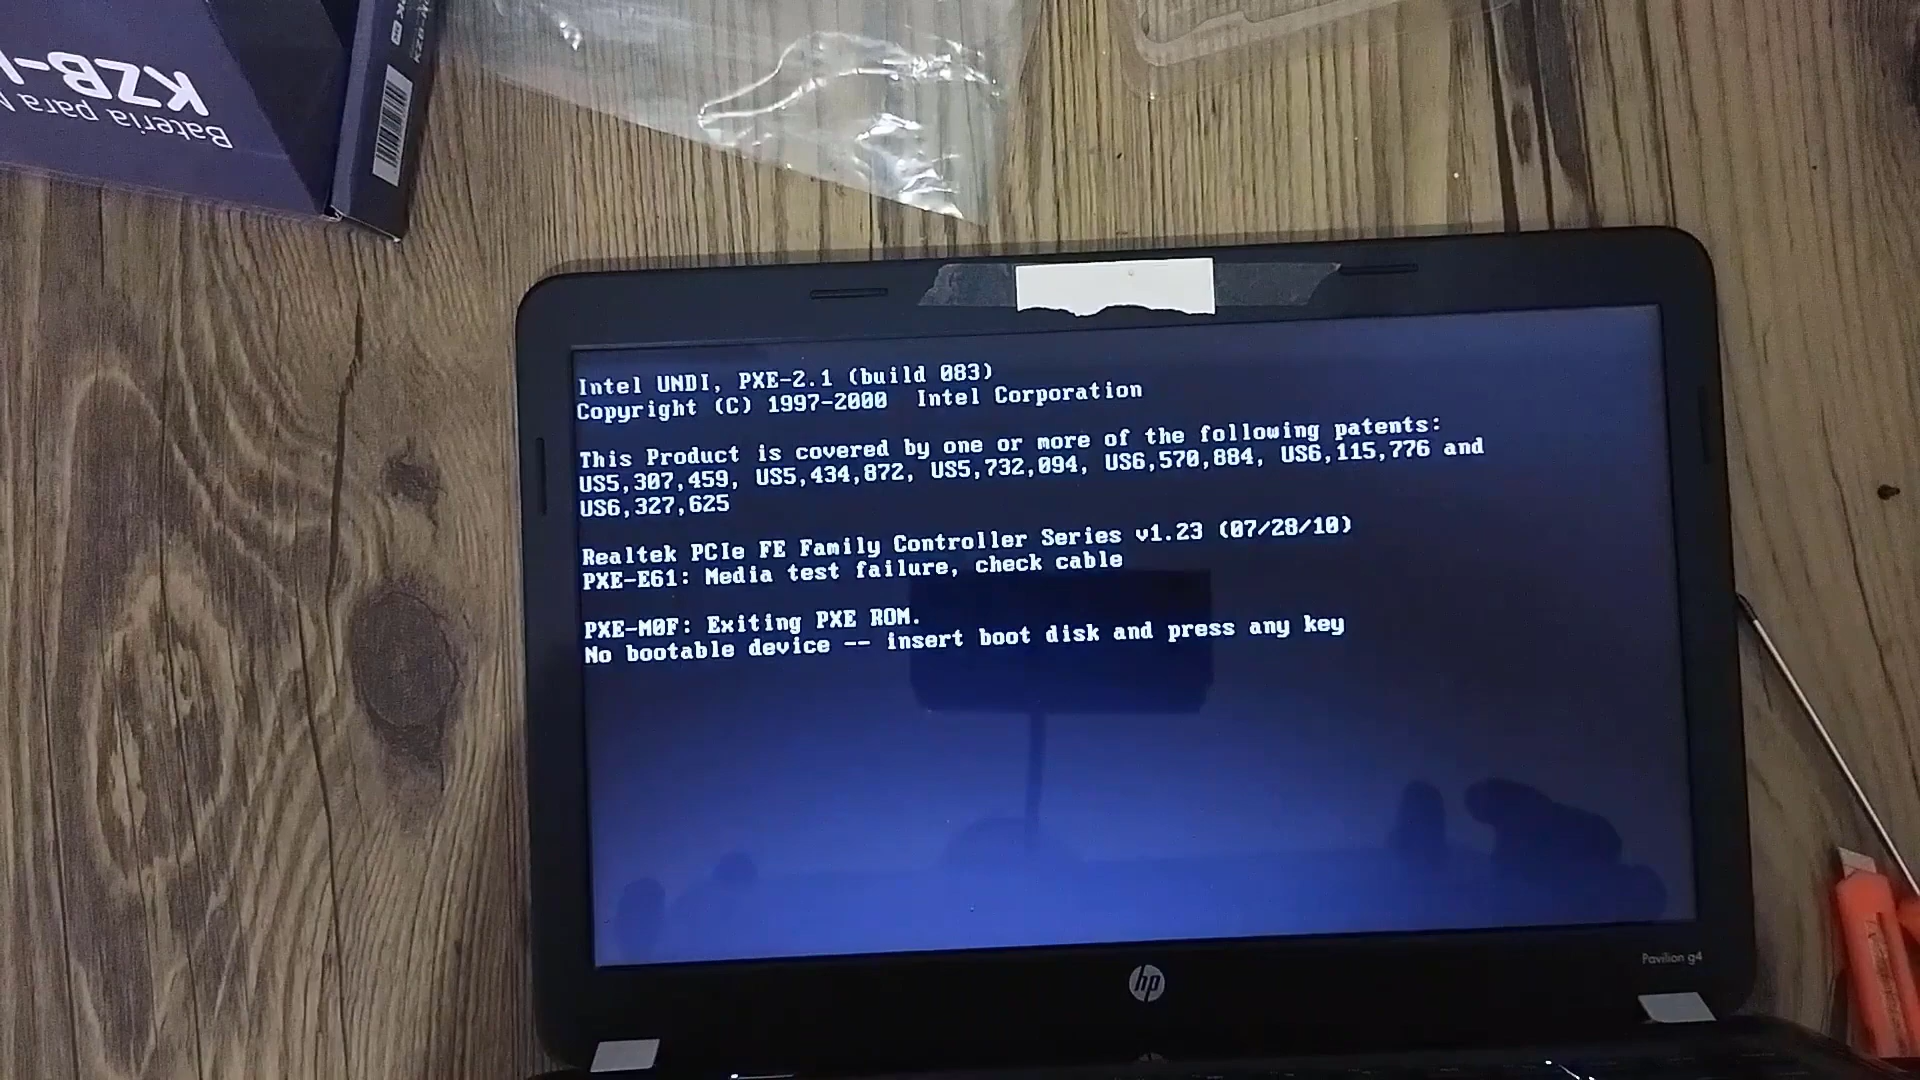 KZB-
Bateria para
Intel UNDI, PXE-2.1 (build 083)
Copyright (C) 1997-2000  Intel Corporation
This Product is covered by one or more of the following patents:
US5,307,459, US5,434,872, US5,732,094, US6,570,884, US6,115,776 and
US6,327,625
Realtek PCIe FE Family Controller Series v1.23 (07/28/10)
PXE-E61: Media test failure, check cable
PXE-M0F: Exiting PXE ROM.
No bootable device -- insert boot disk and press any key
hp
Pavilion g4